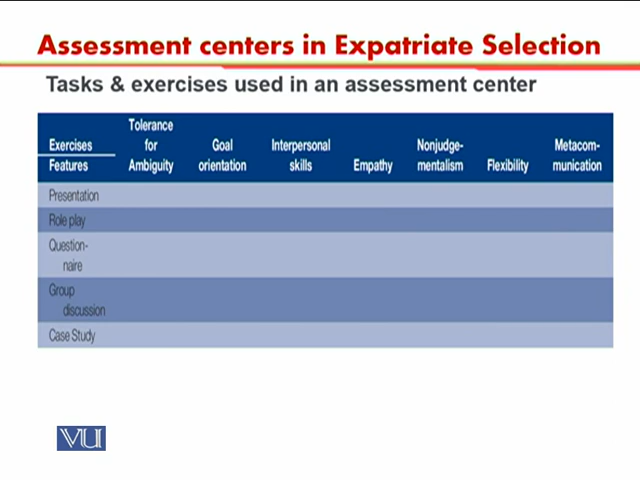 Assessment centers in Expatriate Selection
Tasks & exercises used in an assessment center
Exercises
Features
Tolerance
for
Ambiguity
Goal
orientation
Interpersonal
skills
Empathy
Nonjudge-
mentalism
Flexibility
Metacom-
munication
Presentation
Role play
Question-
naire
Group
discussion
Case Study
VU